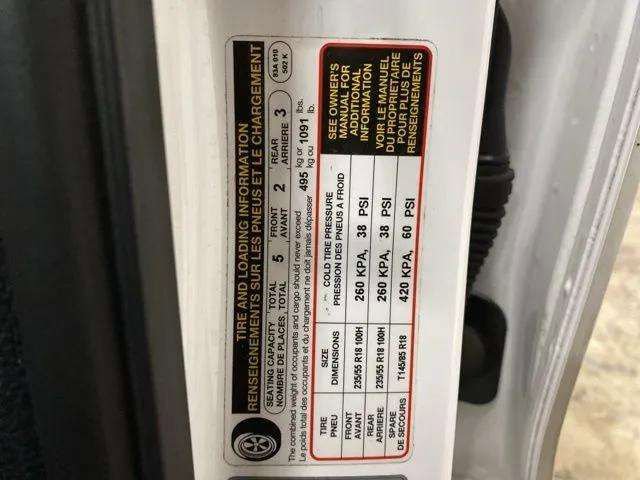 TIRE AND LOADING INFORMATION
RENSEIGNEMENTS SUR LES PNEUS ET LE CHARGEMENT
83A 010
502 K
SEATING CAPACITY TOTAL 5 FRONT 2 REAR 3
NOMBRE DE PLACES TOTAL AVANT ARRIERE
The combined weight of occupants and cargo should never exceed 495 kg or 1091 lbs.
Le poids total des occupants et du chargement ne doit jamais dépasser kg ou lb.
TIRE SIZE COLD TIRE PRESSURE
PNEU DIMENSIONS PRESSION DES PNEUS A FROID
FRONT
AVANT 235/55 R18 100H 260 KPA, 38 PSI
REAR
ARRIERE 235/55 R18 100H 260 KPA, 38 PSI
SPARE
DE SECOURS T145/85 R18 420 KPA, 60 PSI
SEE OWNER'S
MANUAL FOR
ADDITIONAL
INFORMATION
VOIR LE MANUEL
DU PROPRIETAIRE
POUR PLUS DE
RENSEIGNEMENTS